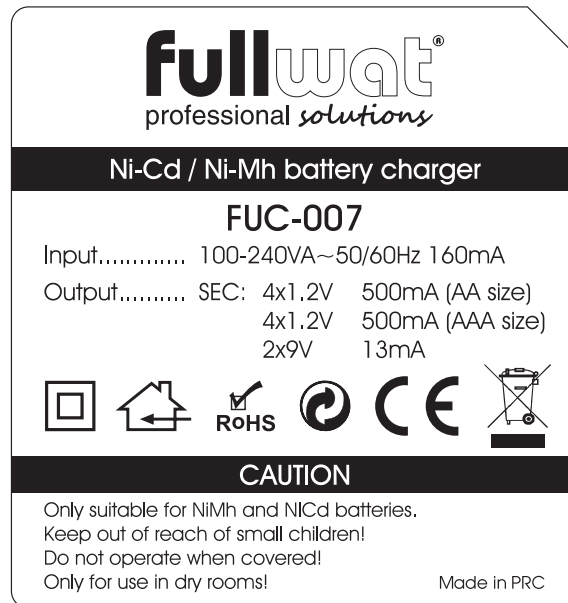 fullwat®
professional solutions
Ni-Cd / Ni-Mh battery charger
FUC-007
Input............. 100-240VA~50/60Hz 160mA
Output.......... SEC: 4x1.2V 500mA (AA size)
4x1.2V 500mA (AAA size)
2x9V 13mA
RoHS CE
CAUTION
Only suitable for NiMh and NICd batteries.
Keep out of reach of small children!
Do not operate when covered!
Only for use in dry rooms! Made in PRC